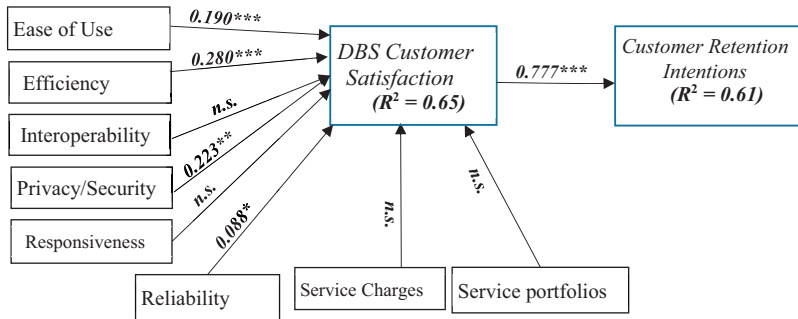 Ease of Use
0.190***
Efficiency
0.280***
Interoperability
n.s.
Privacy/Security
0.223**
Responsiveness
n.s.
Reliability
0.088*
Service Charges
n.s.
Service portfolios
n.s.
DBS Customer
Satisfaction
(R² = 0.65)
0.777***
Customer Retention
Intentions
(R² = 0.61)